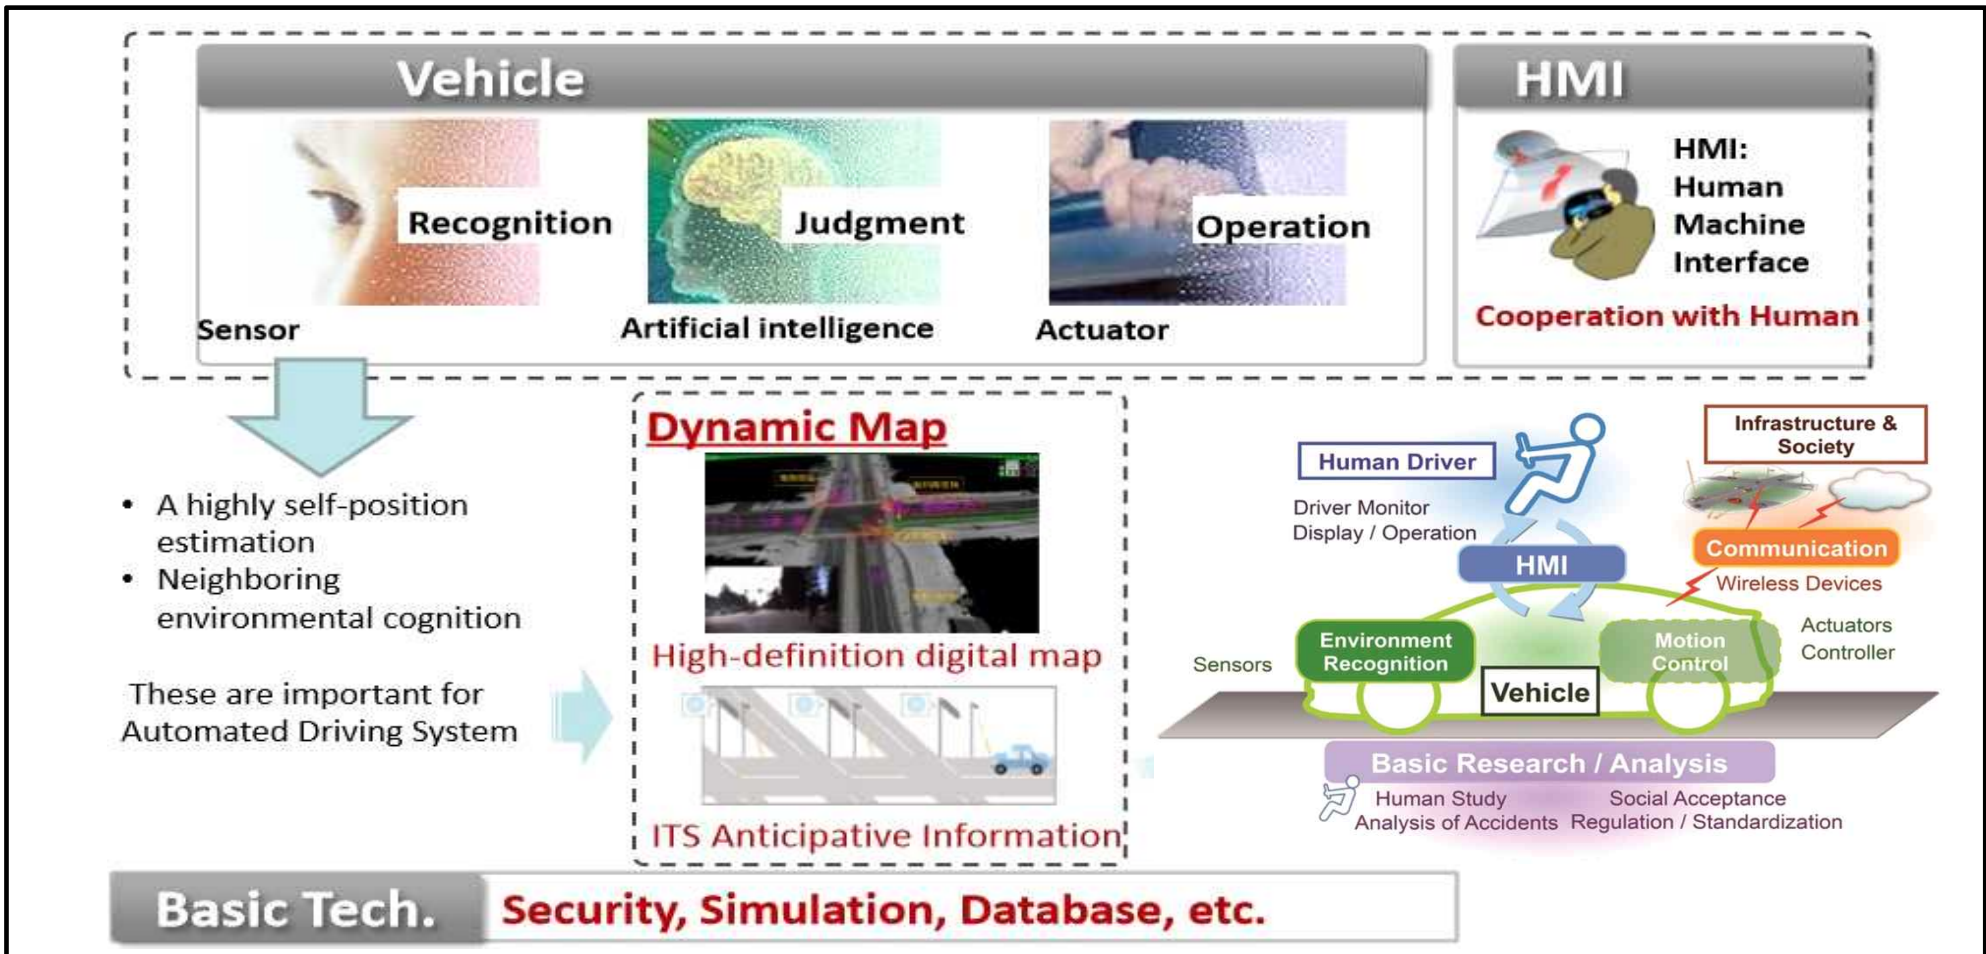 Vehicle
HMI
Recognition
Judgment
Operation
Sensor
Artificial intelligence
Actuator
HMI:
Human
Machine
Interface
Cooperation with Human
• A highly self-position
estimation
• Neighboring
environmental cognition
These are important for
Automated Driving System
Dynamic Map
High-definition digital map
ITS Anticipative Information
Human Driver
Driver Monitor
Display / Operation
HMI
Infrastructure &
Society
Communication
Wireless Devices
Sensors
Environment
Recognition
Vehicle
Motion
Control
Actuators
Controller
Basic Research / Analysis
Human Study
Analysis of Accidents
Social Acceptance
Regulation / Standardization
Basic Tech.
Security, Simulation, Database, etc.